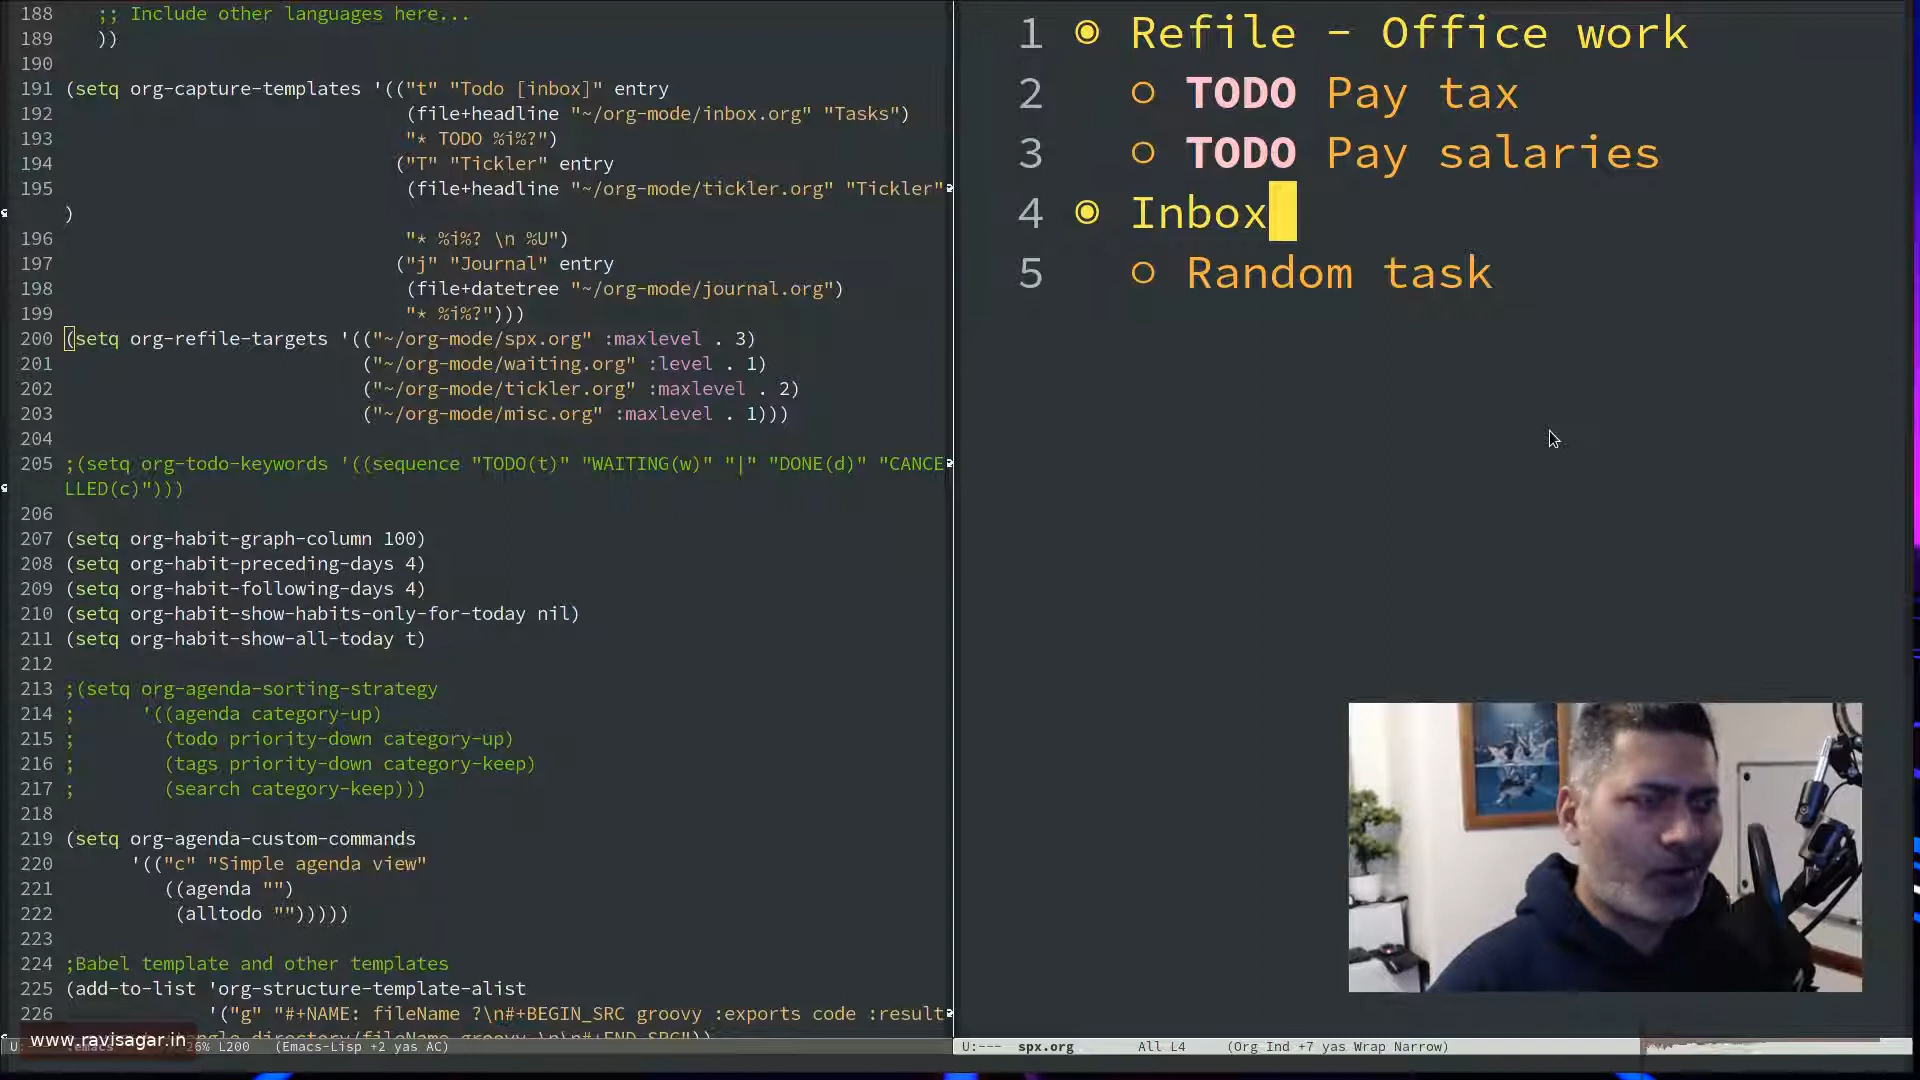 188 ;; Include other languages here...
189 ))
190
191 (setq org-capture-templates '(("t" "Todo [inbox]" entry
192 (file+headline "~/org-mode/inbox.org" "Tasks")
193 "* TODO %i%?")
194 ("T" "Tickler" entry
195 (file+headline "~/org-mode/tickler.org" "Tickler"
)
196 "* %i%? \n %U")
197 ("j" "Journal" entry
198 (file+datetree "~/org-mode/journal.org")
199 "* %i%?")))
200 (setq org-refile-targets '(("~/org-mode/spx.org" :maxlevel . 3)
201 ("~/org-mode/waiting.org" :level . 1)
202 ("~/org-mode/tickler.org" :maxlevel . 2)
203 ("~/org-mode/misc.org" :maxlevel . 1)))
204
205 ;(setq org-todo-keywords '((sequence "TODO(t)" "WAITING(w)" "|" "DONE(d)" "CANCE
LLED(c)")))
206
207 (setq org-habit-graph-column 100)
208 (setq org-habit-preceding-days 4)
209 (setq org-habit-following-days 4)
210 (setq org-habit-show-habits-only-for-today nil)
211 (setq org-habit-show-all-today t)
212
213 ;(setq org-agenda-sorting-strategy
214 ; '((agenda category-up)
215 ; (todo priority-down category-up)
216 ; (tags priority-down category-keep)
217 ; (search category-keep)))
218
219 (setq org-agenda-custom-commands
220 '(("c" "Simple agenda view"
221 ((agenda "")
222 (alltodo "")))))
223
224 ;Babel template and other templates
225 (add-to-list 'org-structure-template-alist
226 '("g" "#+NAME: fileName ?\n#+BEGIN_SRC groovy :exports code :result
www.ravisagar.in
26% L200 (Emacs-Lisp +2 yas AC)
1 Refile - Office work
2 TODO Pay tax
3 TODO Pay salaries
4 Inbox
5 Random task
U:--- spx.org All L4 (Org Ind +7 yas Wrap Narrow)